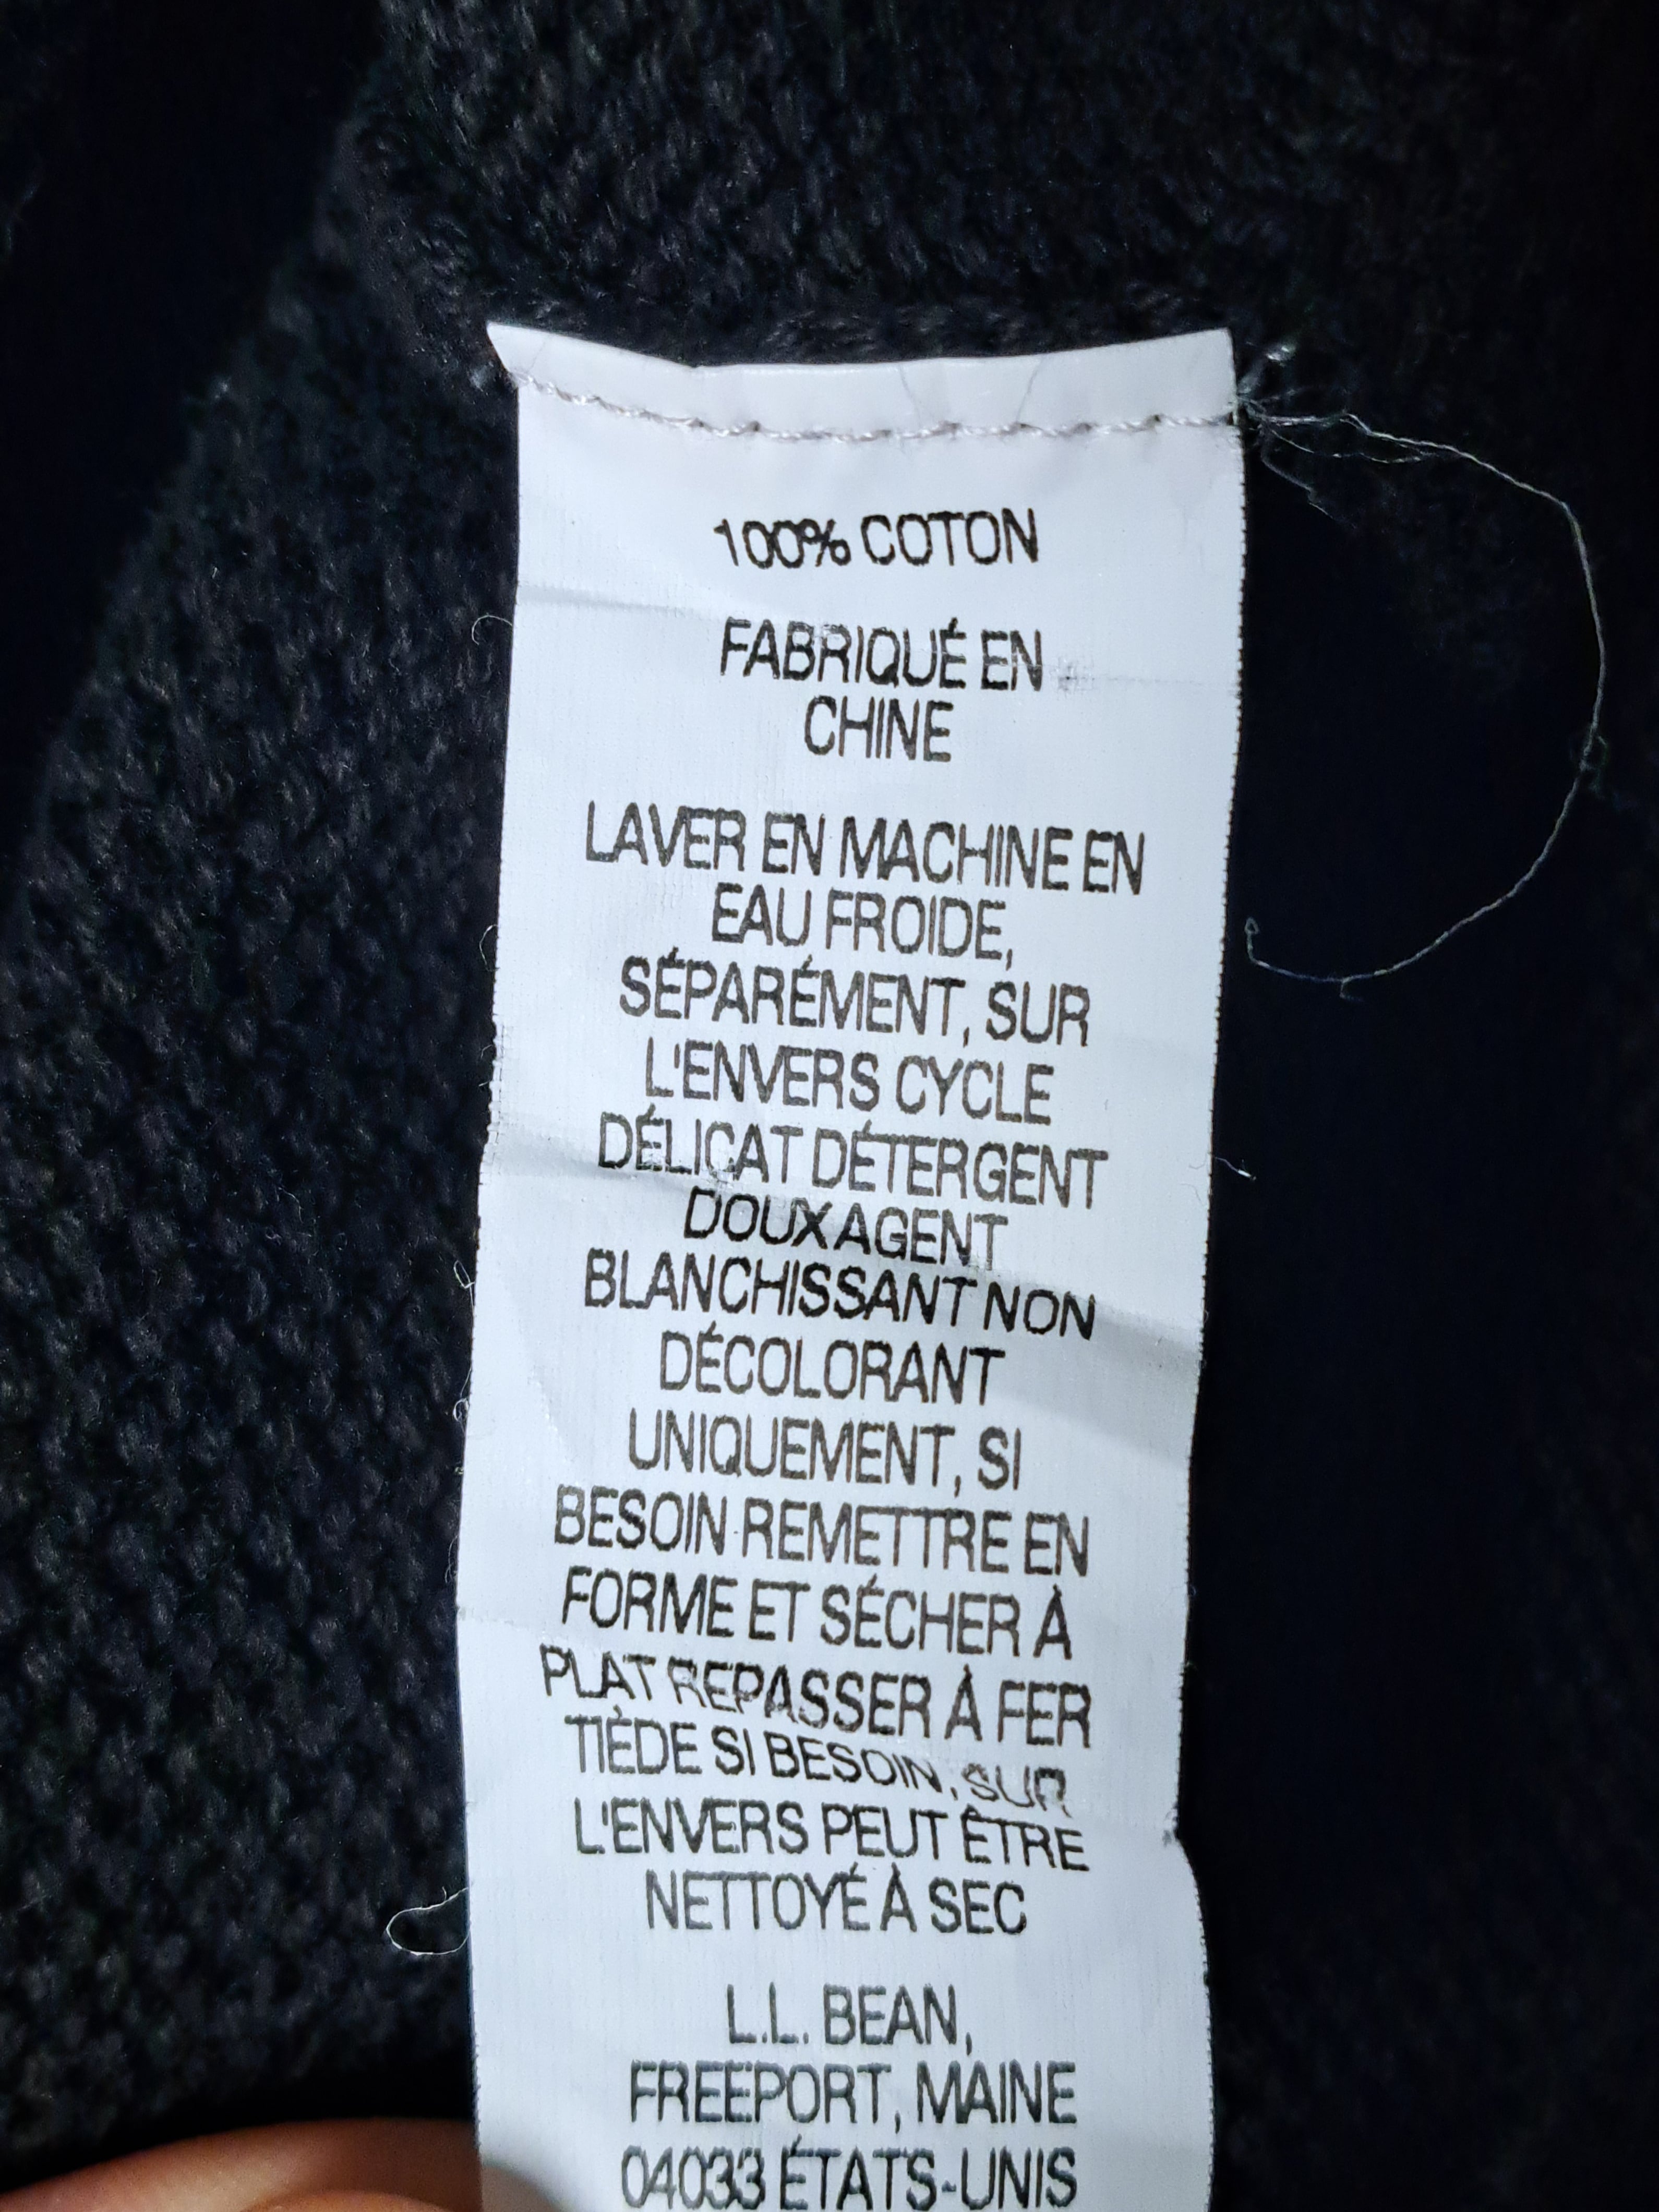 100% COTON
FABRIQUÉ EN
CHINE
LAVER EN MACHINE EN
EAU FROIDE,
SÉPARÉMENT, SUR
L'ENVERS CYCLE
DÉLICAT DÉTERGENT
DOUX AGENT
BLANCHISSANT NON
DÉCOLORANT
UNIQUEMENT, SI
BESOIN REMETTRE EN
FORME ET SÉCHER À
PLAT REPASSER À FER
TIÈDE SI BESOIN, SUR
L'ENVERS PEUT ÊTRE
NETTOYÉ À SEC
L.L. BEAN,
FREEPORT, MAINE
04033 ÉTATS-UNIS